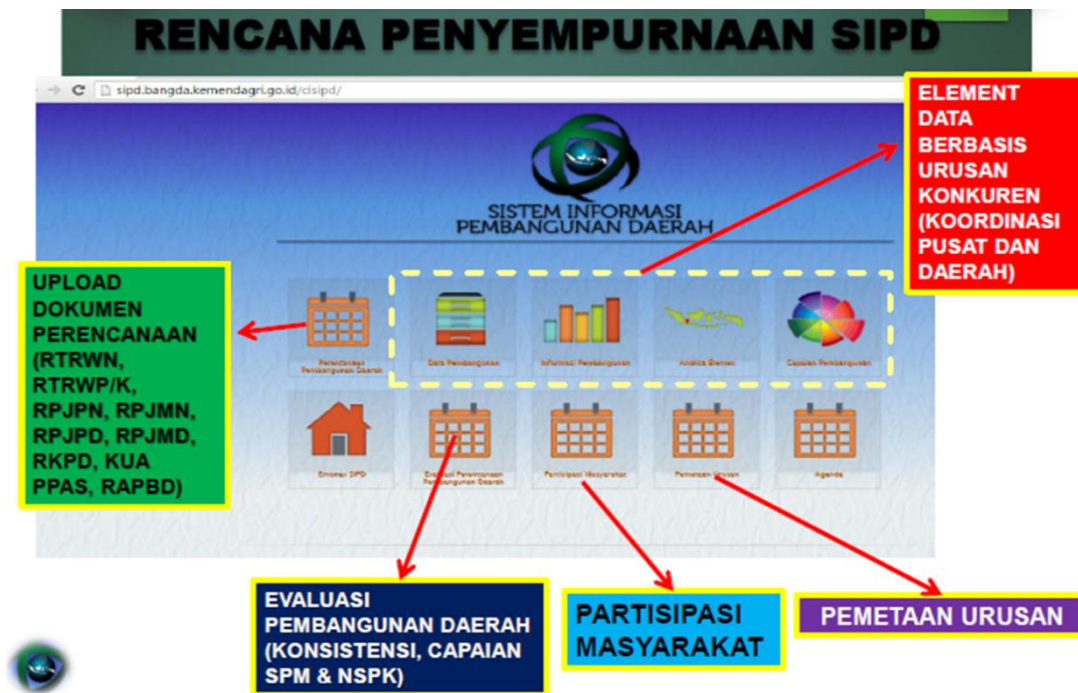 RENCANA PENYEMPURNAAN SIPD
sipd.bangda.kemendagri.go.id/cisipd/
SISTEM INFORMASI
PEMBANGUNAN DAERAH
ELEMENT
DATA
BERBASIS
URUSAN
KONKUREN
(KOORDINASI
PUSAT DAN
DAERAH)
UPLOAD
DOKUMEN
PERENCANAAN
(RTRWN,
RTRWP/K,
RPJPN, RPJMN,
RPJPD, RPJMD,
RKPD, KUA
PPAS, RAPBD)
Perencanaan
Pembangunan Daerah
Data Pembangunan
Informasi Pembangunan
Analisa Elemen
Capaian Pembangunan
SIPD
Evaluasi Perencanaan
Pembangunan Daerah
Partisipasi Masyarakat
Pemetaan Urusan
Agenda
EVALUASI
PEMBANGUNAN DAERAH
(KONSISTENSI, CAPAIAN
SPM & NSPK)
PARTISIPASI
MASYARAKAT
PEMETAAN URUSAN